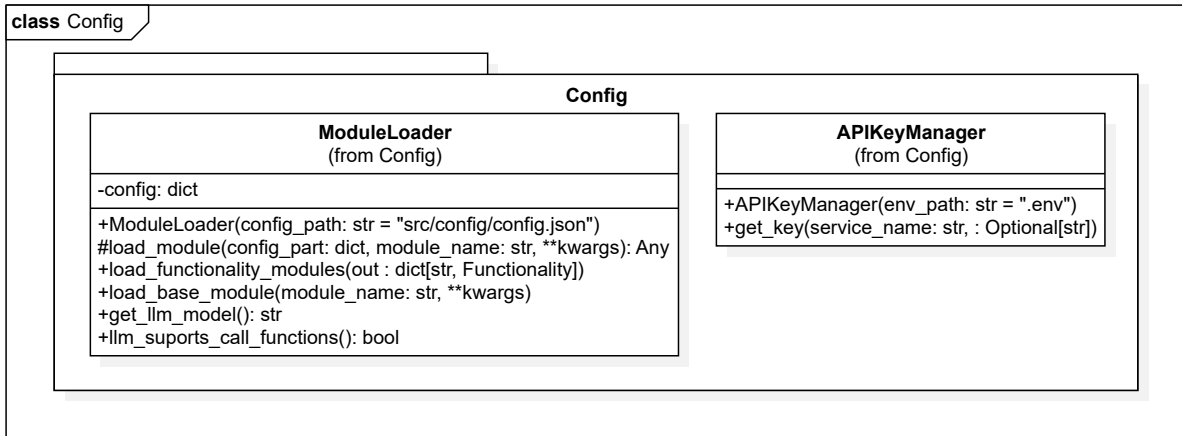 class Config
Config
ModuleLoader
(from Config)
-config: dict
+ModuleLoader(config_path: str = "src/config/config.json")
#load_module(config_part: dict, module_name: str, **kwargs): Any
+load_functionality_modules(out : dict[str, Functionality])
+load_base_module(module_name: str, **kwargs)
+get_llm_model(): str
+llm_suports_call_functions(): bool
APIKeyManager
(from Config)
+APIKeyManager(env_path: str = ".env")
+get_key(service_name: str, : Optional[str])